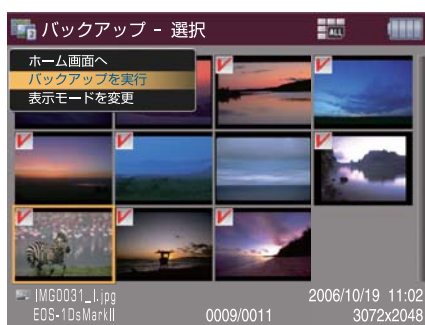 バックアップ - 選択
ALL
ホーム画面へ
バックアップを実行
表示モードを変更
IMG0031_1.jpg
2006/10/19 11:02
EOS-1DsMarkII
0009/0011
3072x2048